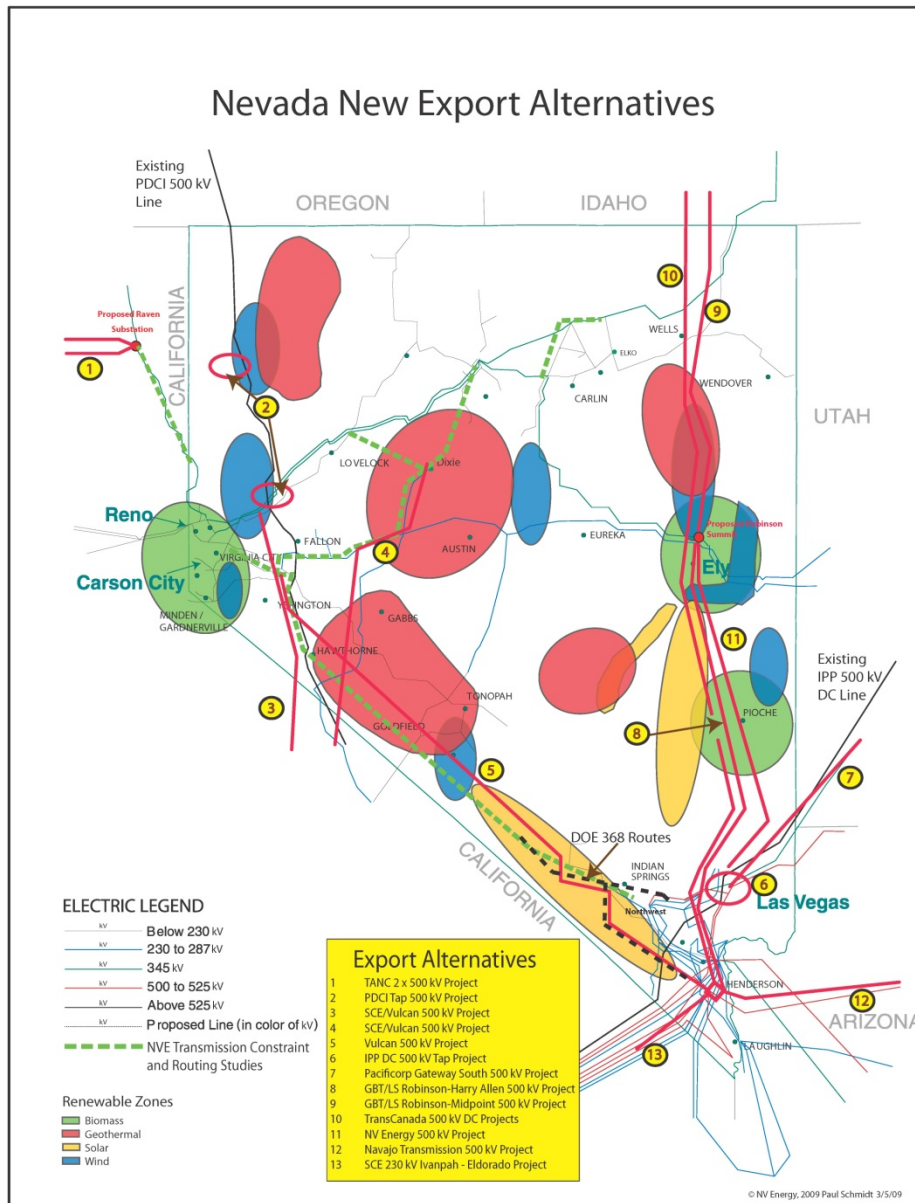 Nevada New Export Alternatives
Existing
PDCI 500 kV
Line
OREGON
IDAHO
CALIFORNIA
Proposed Raven
Substation
1
2
10
9
WELLS
ELKO
CARLIN
WENDOVER
UTAH
LOVELOCK
Dixie
Reno
FALLON
4
AUSTIN
EUREKA
Proposed Robinson
Summit
Ely
VIRGINIA CITY
Carson City
YERINGTON
MINDEN /
GARDNERVILLE
GABBS
HAWTHORNE
11
Existing
IPP 500 kV
DC Line
3
TONOPAH
GOLDFIELD
8
PIOCHE
5
7
DOE 368 Routes
CALIFORNIA
INDIAN
SPRINGS
6
Las Vegas
Northwest
HENDERSON
12
ARIZONA
13
LAUGHLIN
ELECTRIC LEGEND
kV Below 230 kV
kV 230 to 287kV
kV 345 kV
kV 500 to 525kV
kV Above 525 kV
kV Proposed Line (in color of kV)
NVE Transmission Constraint
and Routing Studies
Renewable Zones
Biomass
Geothermal
Solar
Wind
Export Alternatives
1 TANC 2 x 500 kV Project
2 PDCI Tap 500 kV Project
3 SCE/Vulcan 500 kV Project
4 SCE/Vulcan 500 kV Project
5 Vulcan 500 kV Project
6 IPP DC 500 kV Tap Project
7 Pacificorp Gateway South 500 kV Project
8 GBT/LS Robinson-Harry Allen 500 kV Project
9 GBT/LS Robinson-Midpoint 500 kV Project
10 TransCanada 500 kV DC Projects
11 NV Energy 500 kV Project
12 Navajo Transmission 500 kV Project
13 SCE 230 kV Ivanpah - Eldorado Project
© NV Energy, 2009 Paul Schmidt 3/5/09